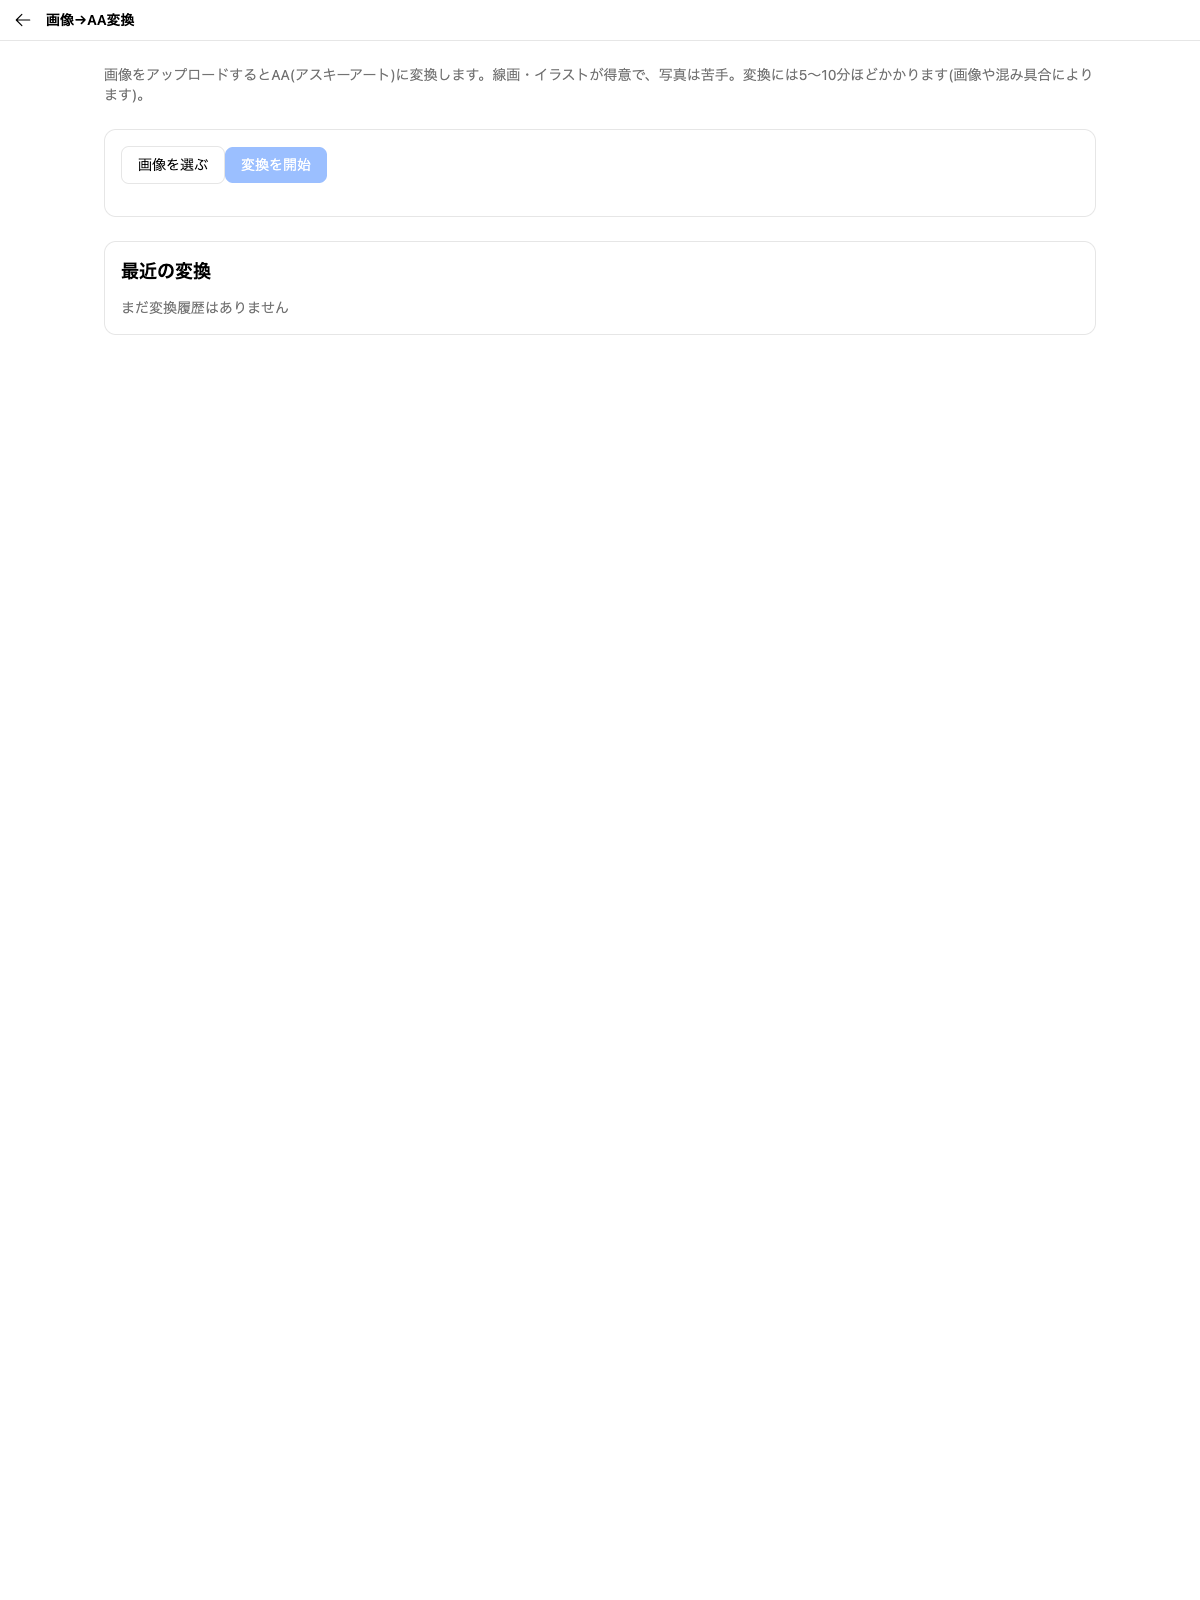 画像→AA変換
画像をアップロードするとAA(アスキーアート)に変換します。線画・イラストが得意で、写真は苦手。変換には5〜10分ほどかかります(画像や混み具合により
ます)。
画像を選ぶ 変換を開始
最近の変換
まだ変換履歴はありません